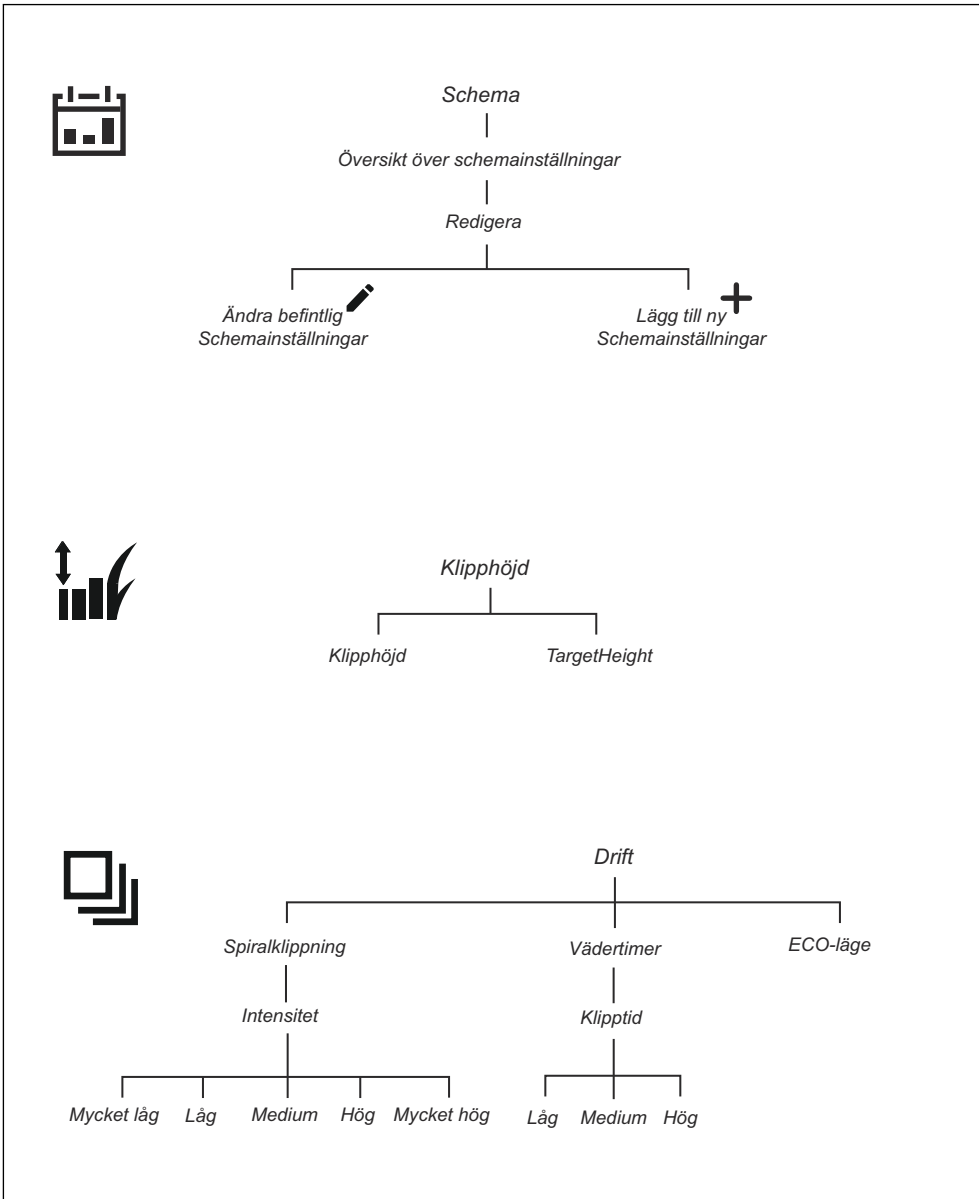 Schema
Översikt över schemainställningar
Redigera
Ändra befintlig
Schemainställningar
Lägg till ny
Schemainställningar
Klipphöjd
Klipphöjd
TargetHeight
Drift
Spiralklippning
Vädertimer
ECO-läge
Intensitet
Klipptid
Mycket låg
Låg
Medium
Hög
Mycket hög
Låg
Medium
Hög